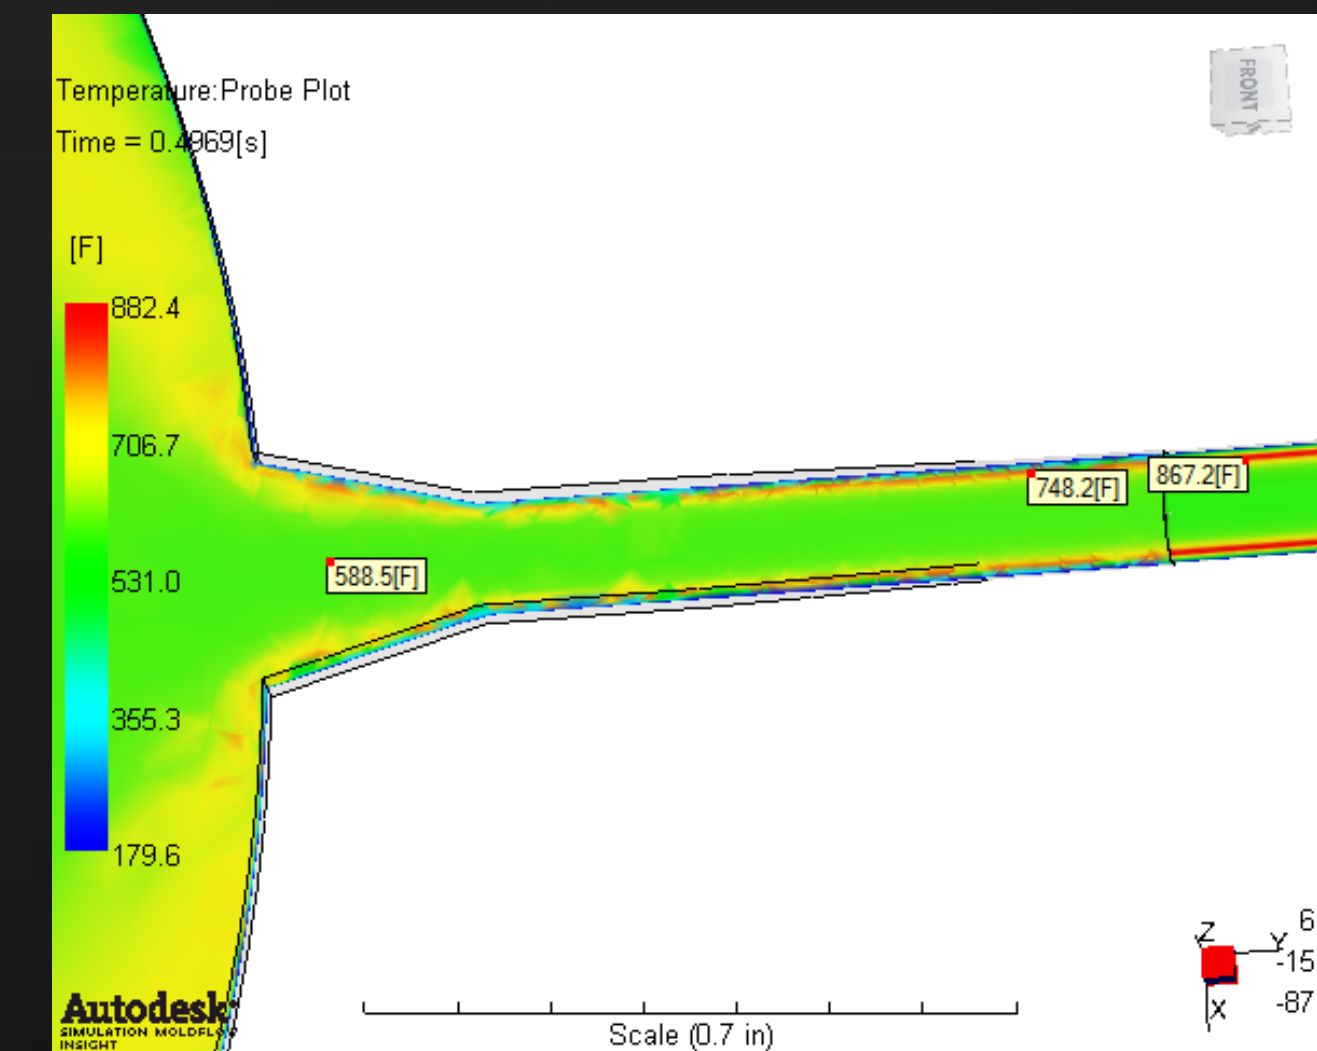 Temperature:Probe Plot
Time = 0.4969[s]
FRONT
[F]
882.4
706.7
531.0
355.3
179.6
748.2[F]
867.2[F]
588.5[F]
Z
Y
X
6
-15
-87
Autodesk
SIMULATION MOLDFLOW
INSIGHT
Scale (0.7 in)